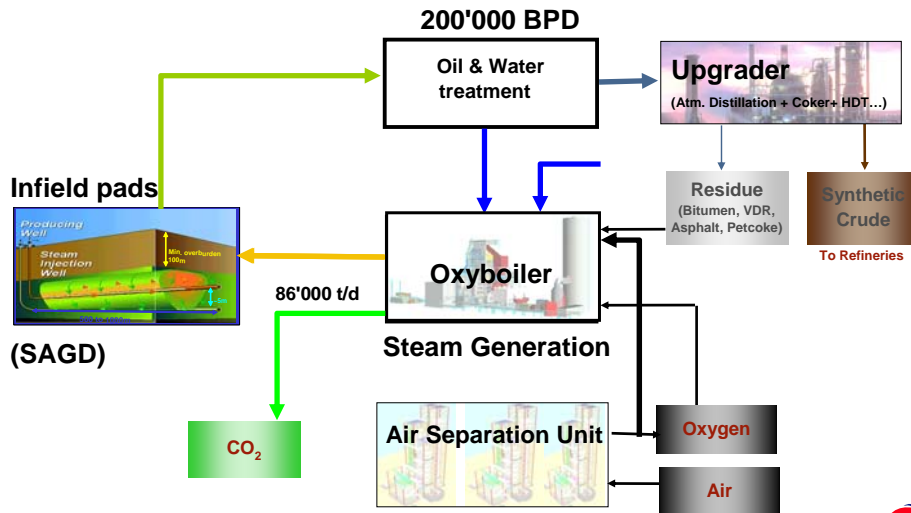 200'000 BPD
Oil & Water
treatment
Upgrader
(Atm. Distillation + Coker+ HDT…)
Infield pads
Producing
Well
Steam
Injection
Well
Min. overburden
100m
5m
(SAGD)
Residue
(Bitumen, VDR,
Asphalt, Petcoke)
Synthetic
Crude
To Refineries
Oxyboiler
86'000 t/d
Steam Generation
CO₂
Air Separation Unit
Oxygen
Air